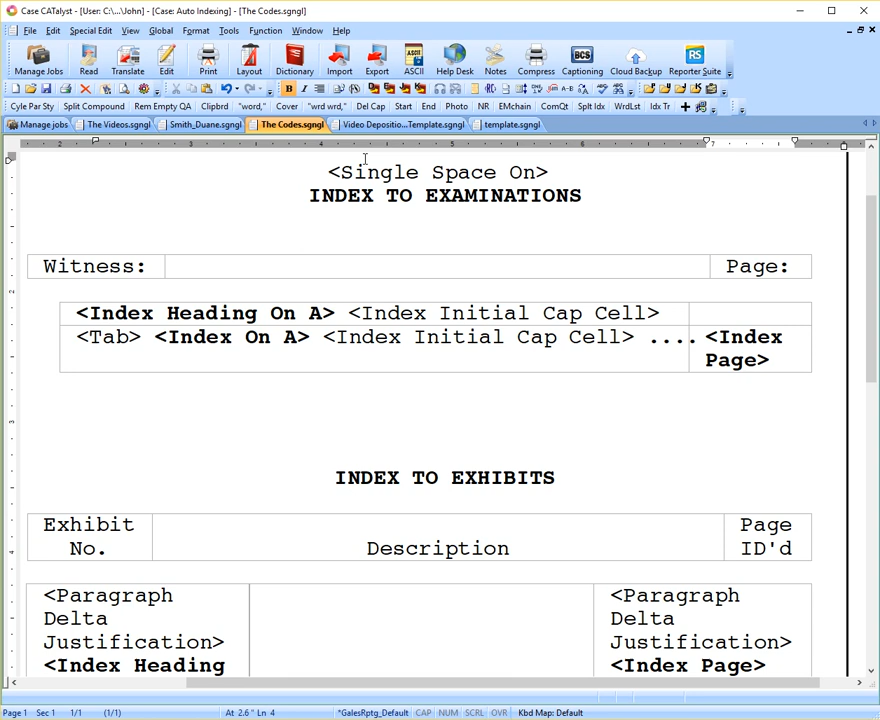 Case CATalyst - [User: C:\...\John] - [Case: Auto Indexing] - [The Codes.sgngl]
File Edit Special Edit View Global Format Tools Function Window Help
Manage Jobs Read Translate Edit Print Layout Dictionary Import Export ASCII Help Desk Notes Compress Captioning Cloud Backup Reporter Suite
Cyle Par Sty Split Compound Rem Empty QA Clipbrd "word," Cover "wrd wrd," Del Cap Start End Photo NR EMchain ComQt Splt Idx WrdLst Idx Tr
Manage jobs The Videos.sgngl Smith_Duane.sgngl The Codes.sgngl Video Depositio...Template.sgngl template.sgngl
2 3 4 5 6 7
<Single Space On>
INDEX TO EXAMINATIONS
Witness: Page:
<Index Heading On A> <Index Initial Cap Cell>
<Tab> <Index On A> <Index Initial Cap Cell> .... <Index
Page>
INDEX TO EXHIBITS
Exhibit Page
No. Description ID'd
<Paragraph <Paragraph
Delta Delta
Justification> Justification>
<Index Heading <Index Page>
Page 1 Sec 1 1/1 (1/1) At 2.6" Ln 4 *GalesRptg_Default CAP NUM SCRL OVR Kbd Map: Default